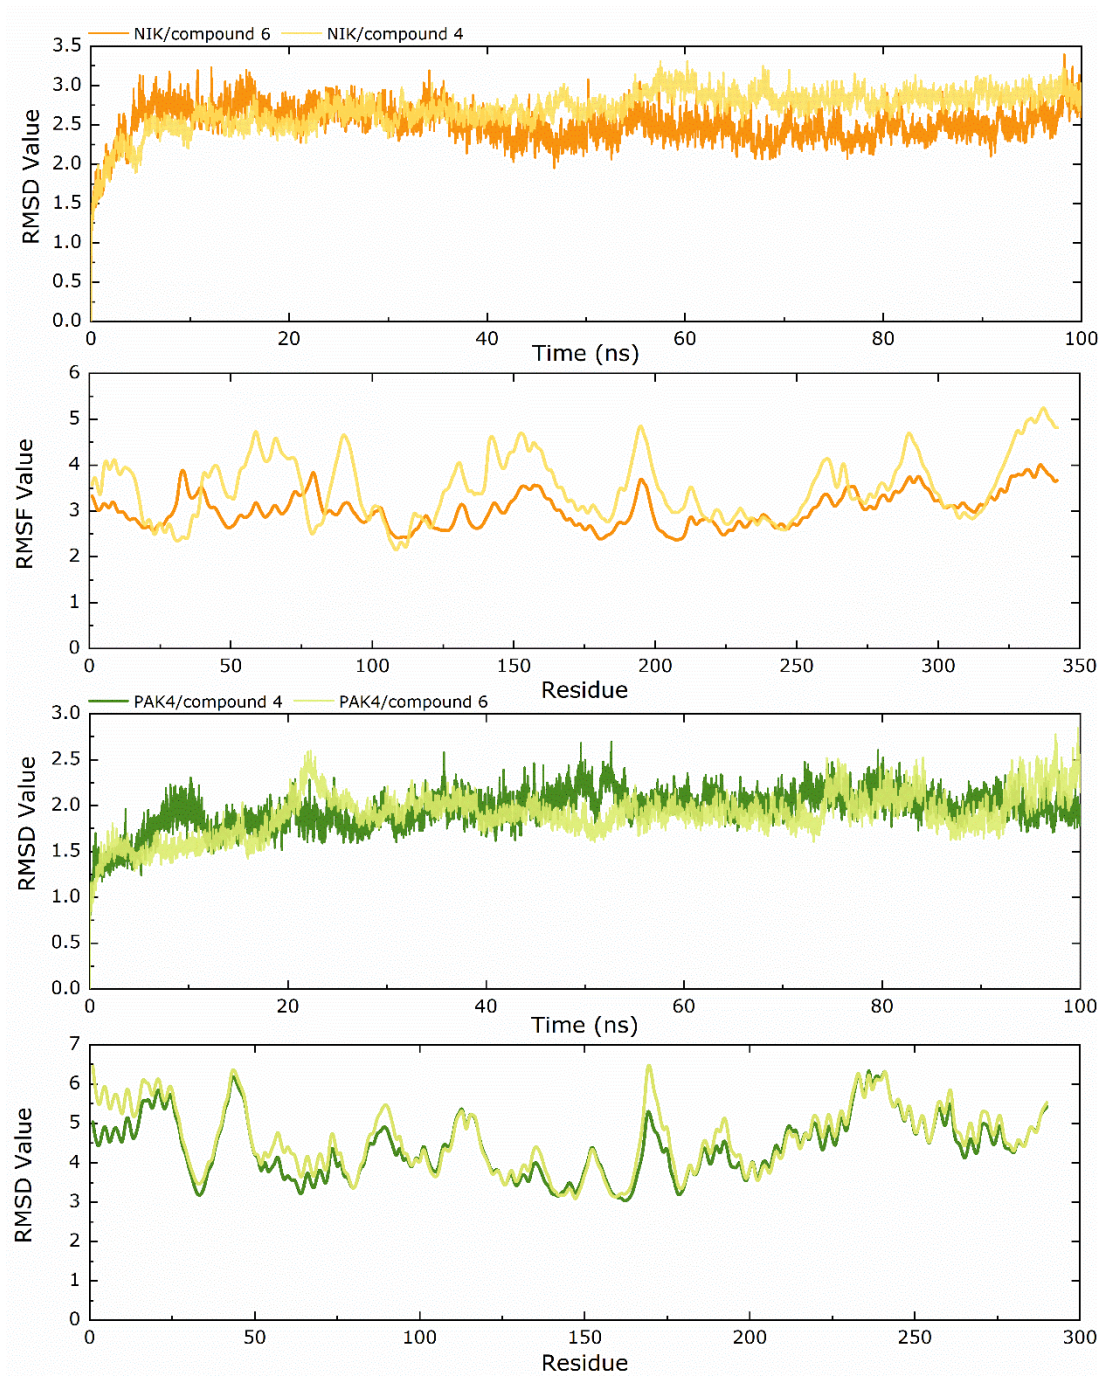 NIK/compound 6 NIK/compound 4
3.5
3.0
2.5
2.0
1.5
1.0
0.5
0.0
RMSD Value
0 20 40 60 80 100
Time (ns)
6
5
4
3
2
1
0
RMSF Value
0 50 100 150 200 250 300 350
Residue
PAK4/compound 4 PAK4/compound 6
3.0
2.5
2.0
1.5
1.0
0.5
0.0
RMSD Value
0 20 40 60 80 100
Time (ns)
7
6
5
4
3
2
1
0
RMSD Value
0 50 100 150 200 250 300
Residue